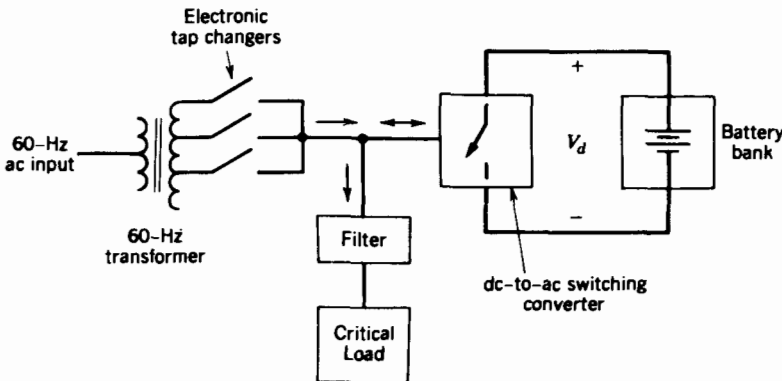 Electronic
tap changers
60–Hz
ac input
60–Hz
transformer
Filter
Critical
Load
+
V_d
–
Battery
bank
dc–to–ac switching
converter